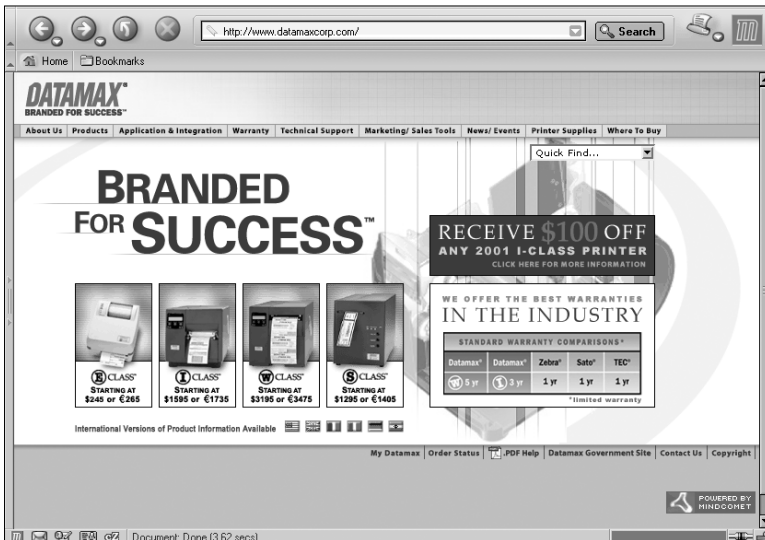 http://www.datamaxcorp.com/
Search
Home Bookmarks
DATAMAX®
BRANDED FOR SUCCESS™
About Us Products Application & Integration Warranty Technical Support Marketing/ Sales Tools News/ Events Printer Supplies Where To Buy
Quick Find...
BRANDED
FOR SUCCESS™
RECEIVE $100 OFF
ANY 2001 I-CLASS PRINTER
CLICK HERE FOR MORE INFORMATION
WE OFFER THE BEST WARRANTIES
IN THE INDUSTRY
STANDARD WARRANTY COMPARISONS*
Datamax® Datamax® Zebra® Sato® TEC®
W 5 yr I 3 yr 1 yr 1 yr 1 yr
*limited warranty
E CLASS™
STARTING AT
$245 or €265
I CLASS™
STARTING AT
$1595 or €1735
W CLASS™
STARTING AT
$3195 or €3475
S CLASS™
STARTING AT
$1295 or €1405
International Versions of Product Information Available
My Datamax Order Status .PDF Help Datamax Government Site Contact Us Copyright
POWERED BY
MINDCOMET
Document: Done (3.62 secs)